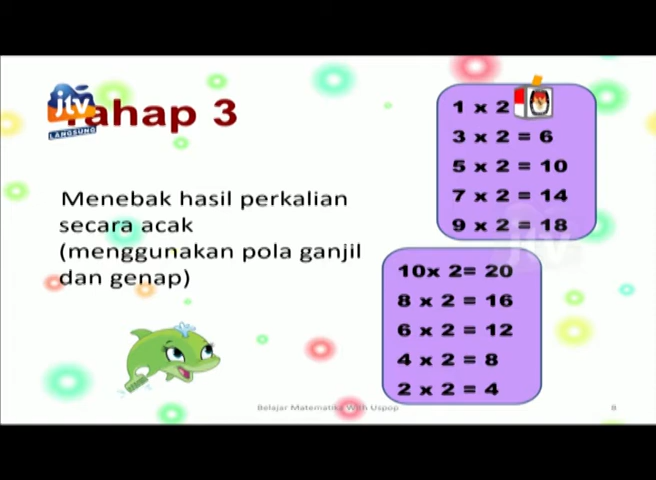 jtv
LANGSUNG
Tahap 3
Menebak hasil perkalian
secara acak
(menggunakan pola ganjil
dan genap)
1 x 2
3 x 2 = 6
5 x 2 = 10
7 x 2 = 14
9 x 2 = 18
jtv
10x 2= 20
8 x 2 = 16
6 x 2 = 12
4 x 2 = 8
2 x 2 = 4
Belajar Matematika With Uspop
8